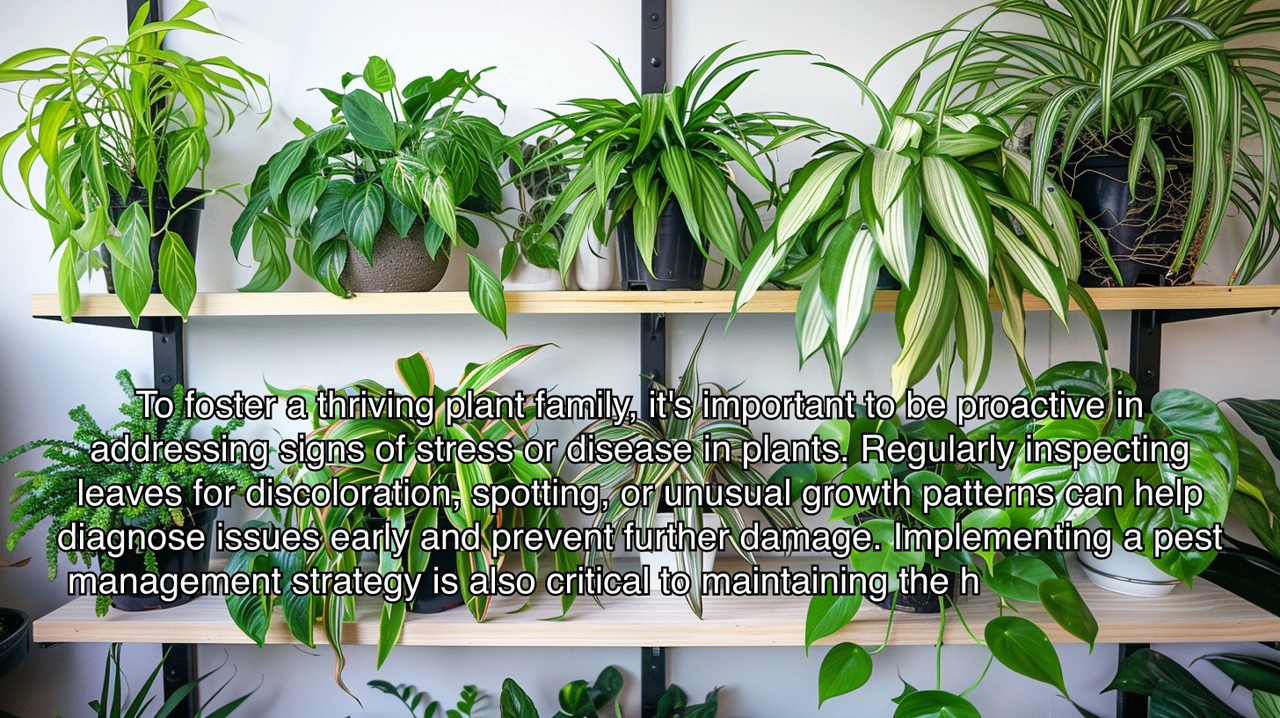 To foster a thriving plant family, it's important to be proactive in
addressing signs of stress or disease in plants. Regularly inspecting
leaves for discoloration, spotting, or unusual growth patterns can help
diagnose issues early and prevent further damage. Implementing a pest
management strategy is also critical to maintaining the h